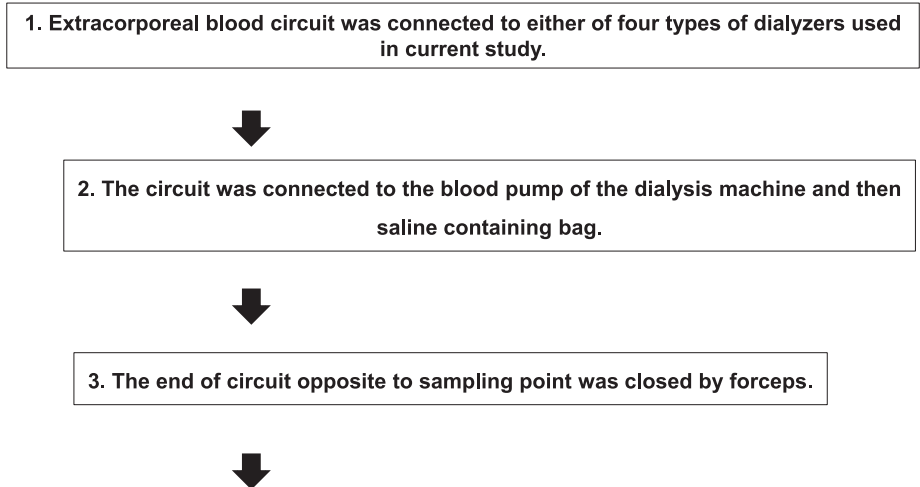 1. Extracorporeal blood circuit was connected to either of four types of dialyzers used
in current study.
2. The circuit was connected to the blood pump of the dialysis machine and then
saline containing bag.
3. The end of circuit opposite to sampling point was closed by forceps.